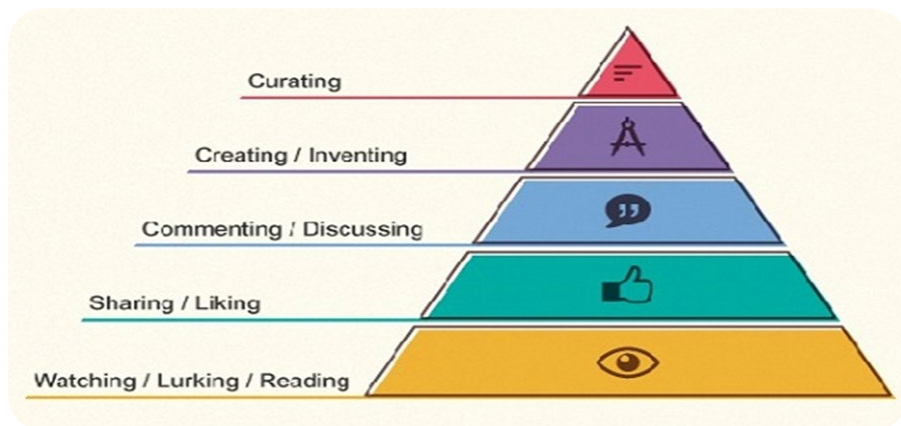 Curating
Creating / Inventing
Commenting / Discussing
Sharing / Liking
Watching / Lurking / Reading